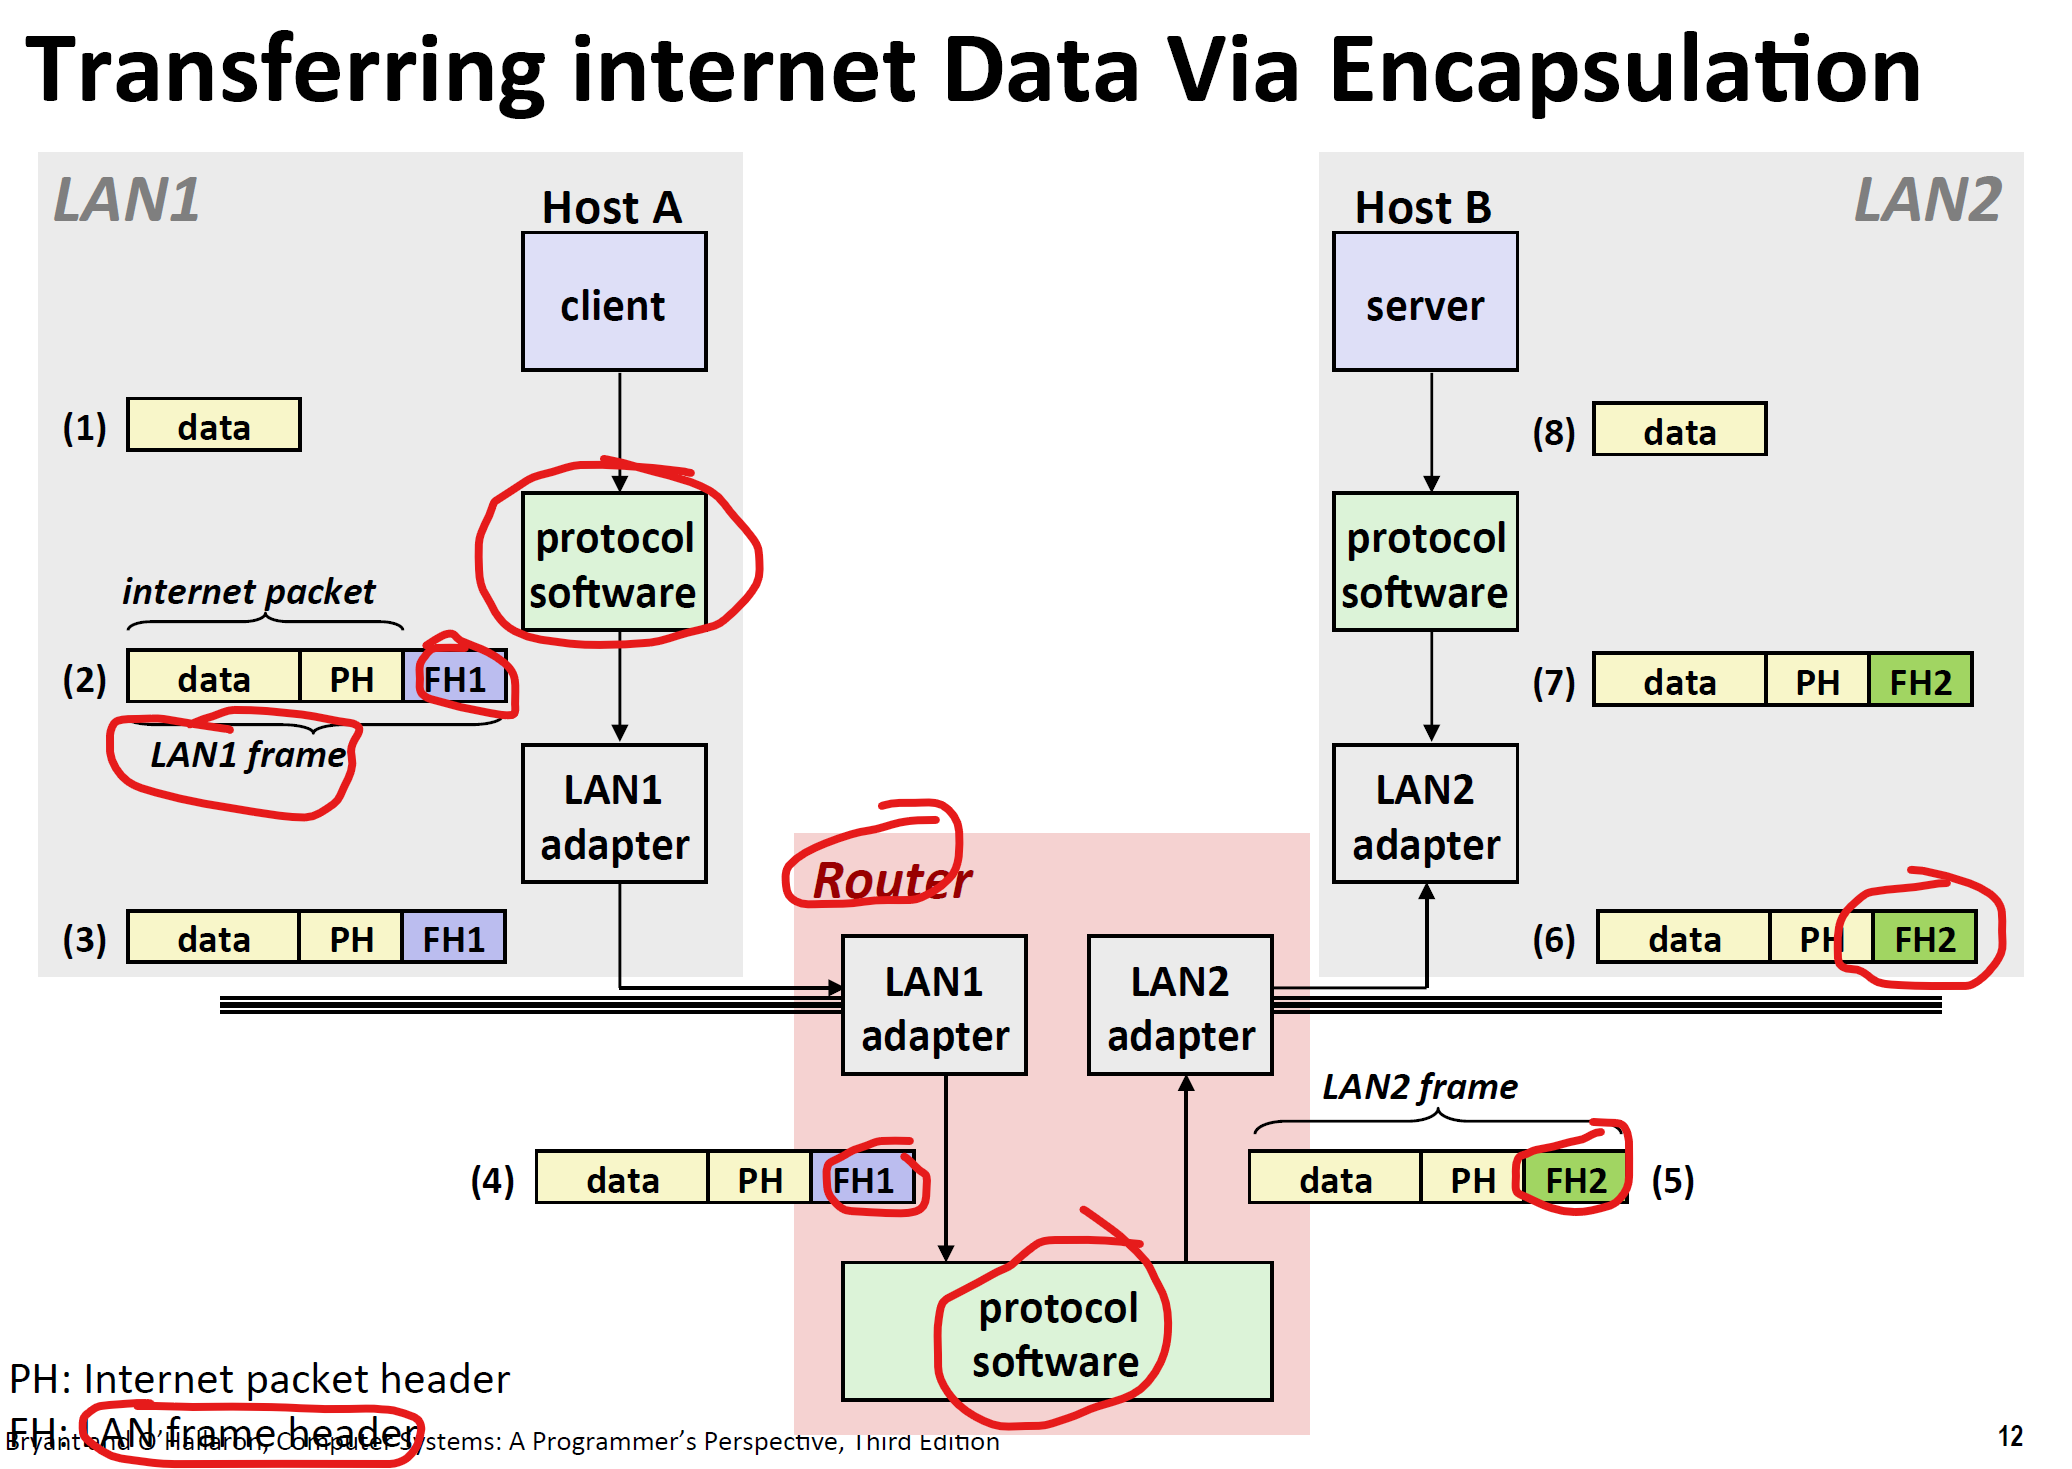 Transferring internet Data Via Encapsulation
LAN1
Host A
client
(1) data
protocol
software
internet packet
(2) data PH FH1
LAN1 frame
LAN1
adapter
(3) data PH FH1
LAN2
Host B
server
(8) data
protocol
software
(7) data PH FH2
LAN2
adapter
(6) data PH FH2
Router
LAN1
adapter
LAN2
adapter
(4) data PH FH1
LAN2 frame
data PH FH2 (5)
protocol
software
PH: Internet packet header
FH: LAN frame header
Bryant and O'Hallaron, Computer Systems: A Programmer's Perspective, Third Edition
12